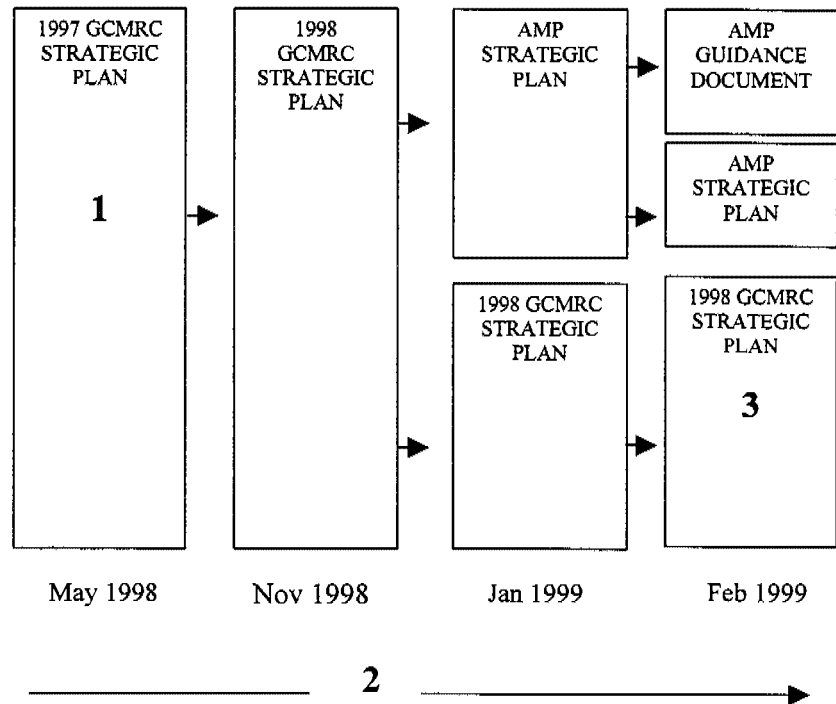 1997 GCMRC
STRATEGIC
PLAN
1
1998
GCMRC
STRATEGIC
PLAN
AMP
STRATEGIC
PLAN
AMP
GUIDANCE
DOCUMENT
AMP
STRATEGIC
PLAN
1998 GCMRC
STRATEGIC
PLAN
1998 GCMRC
STRATEGIC
PLAN
3
May 1998
Nov 1998
Jan 1999
Feb 1999
2